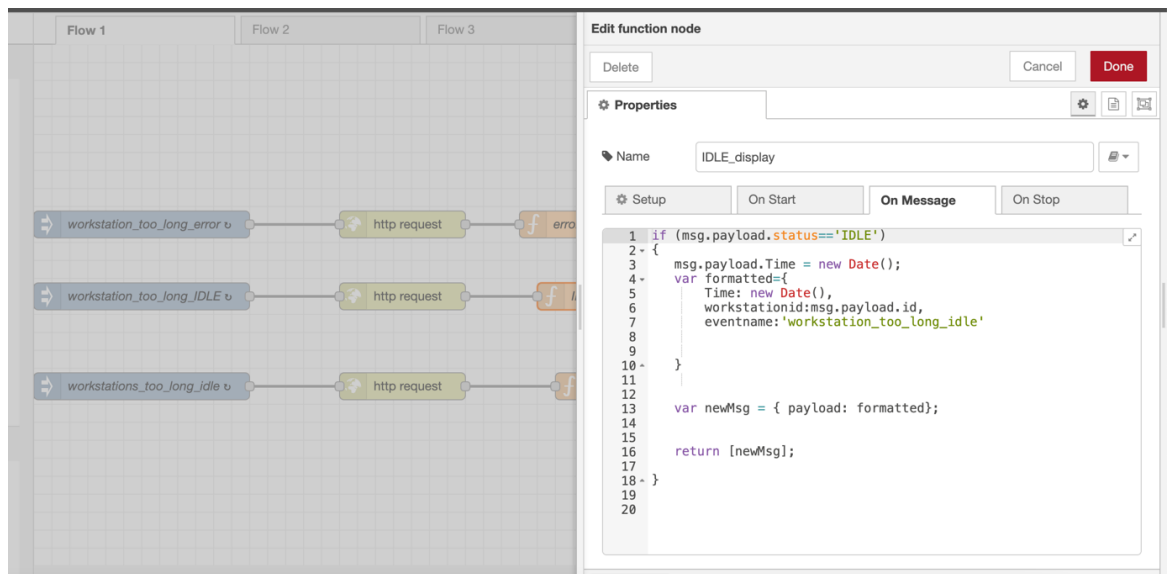 Flow 1
Flow 2
Flow 3
Edit function node
Delete
Cancel
Done
Properties
Name
IDLE_display
Setup
On Start
On Message
On Stop
workstation_too_long_error ↻
http request
erro
workstation_too_long_IDLE ↻
http request
workstations_too_long_idle ↻
http request
1 if (msg.payload.status=='IDLE')
2 {
3 msg.payload.Time = new Date();
4 var formatted={
5 Time: new Date(),
6 workstationid:msg.payload.id,
7 eventname:'workstation_too_long_idle'
8
9
10 }
11
12
13 var newMsg = { payload: formatted};
14
15
16 return [newMsg];
17
18 }
19
20